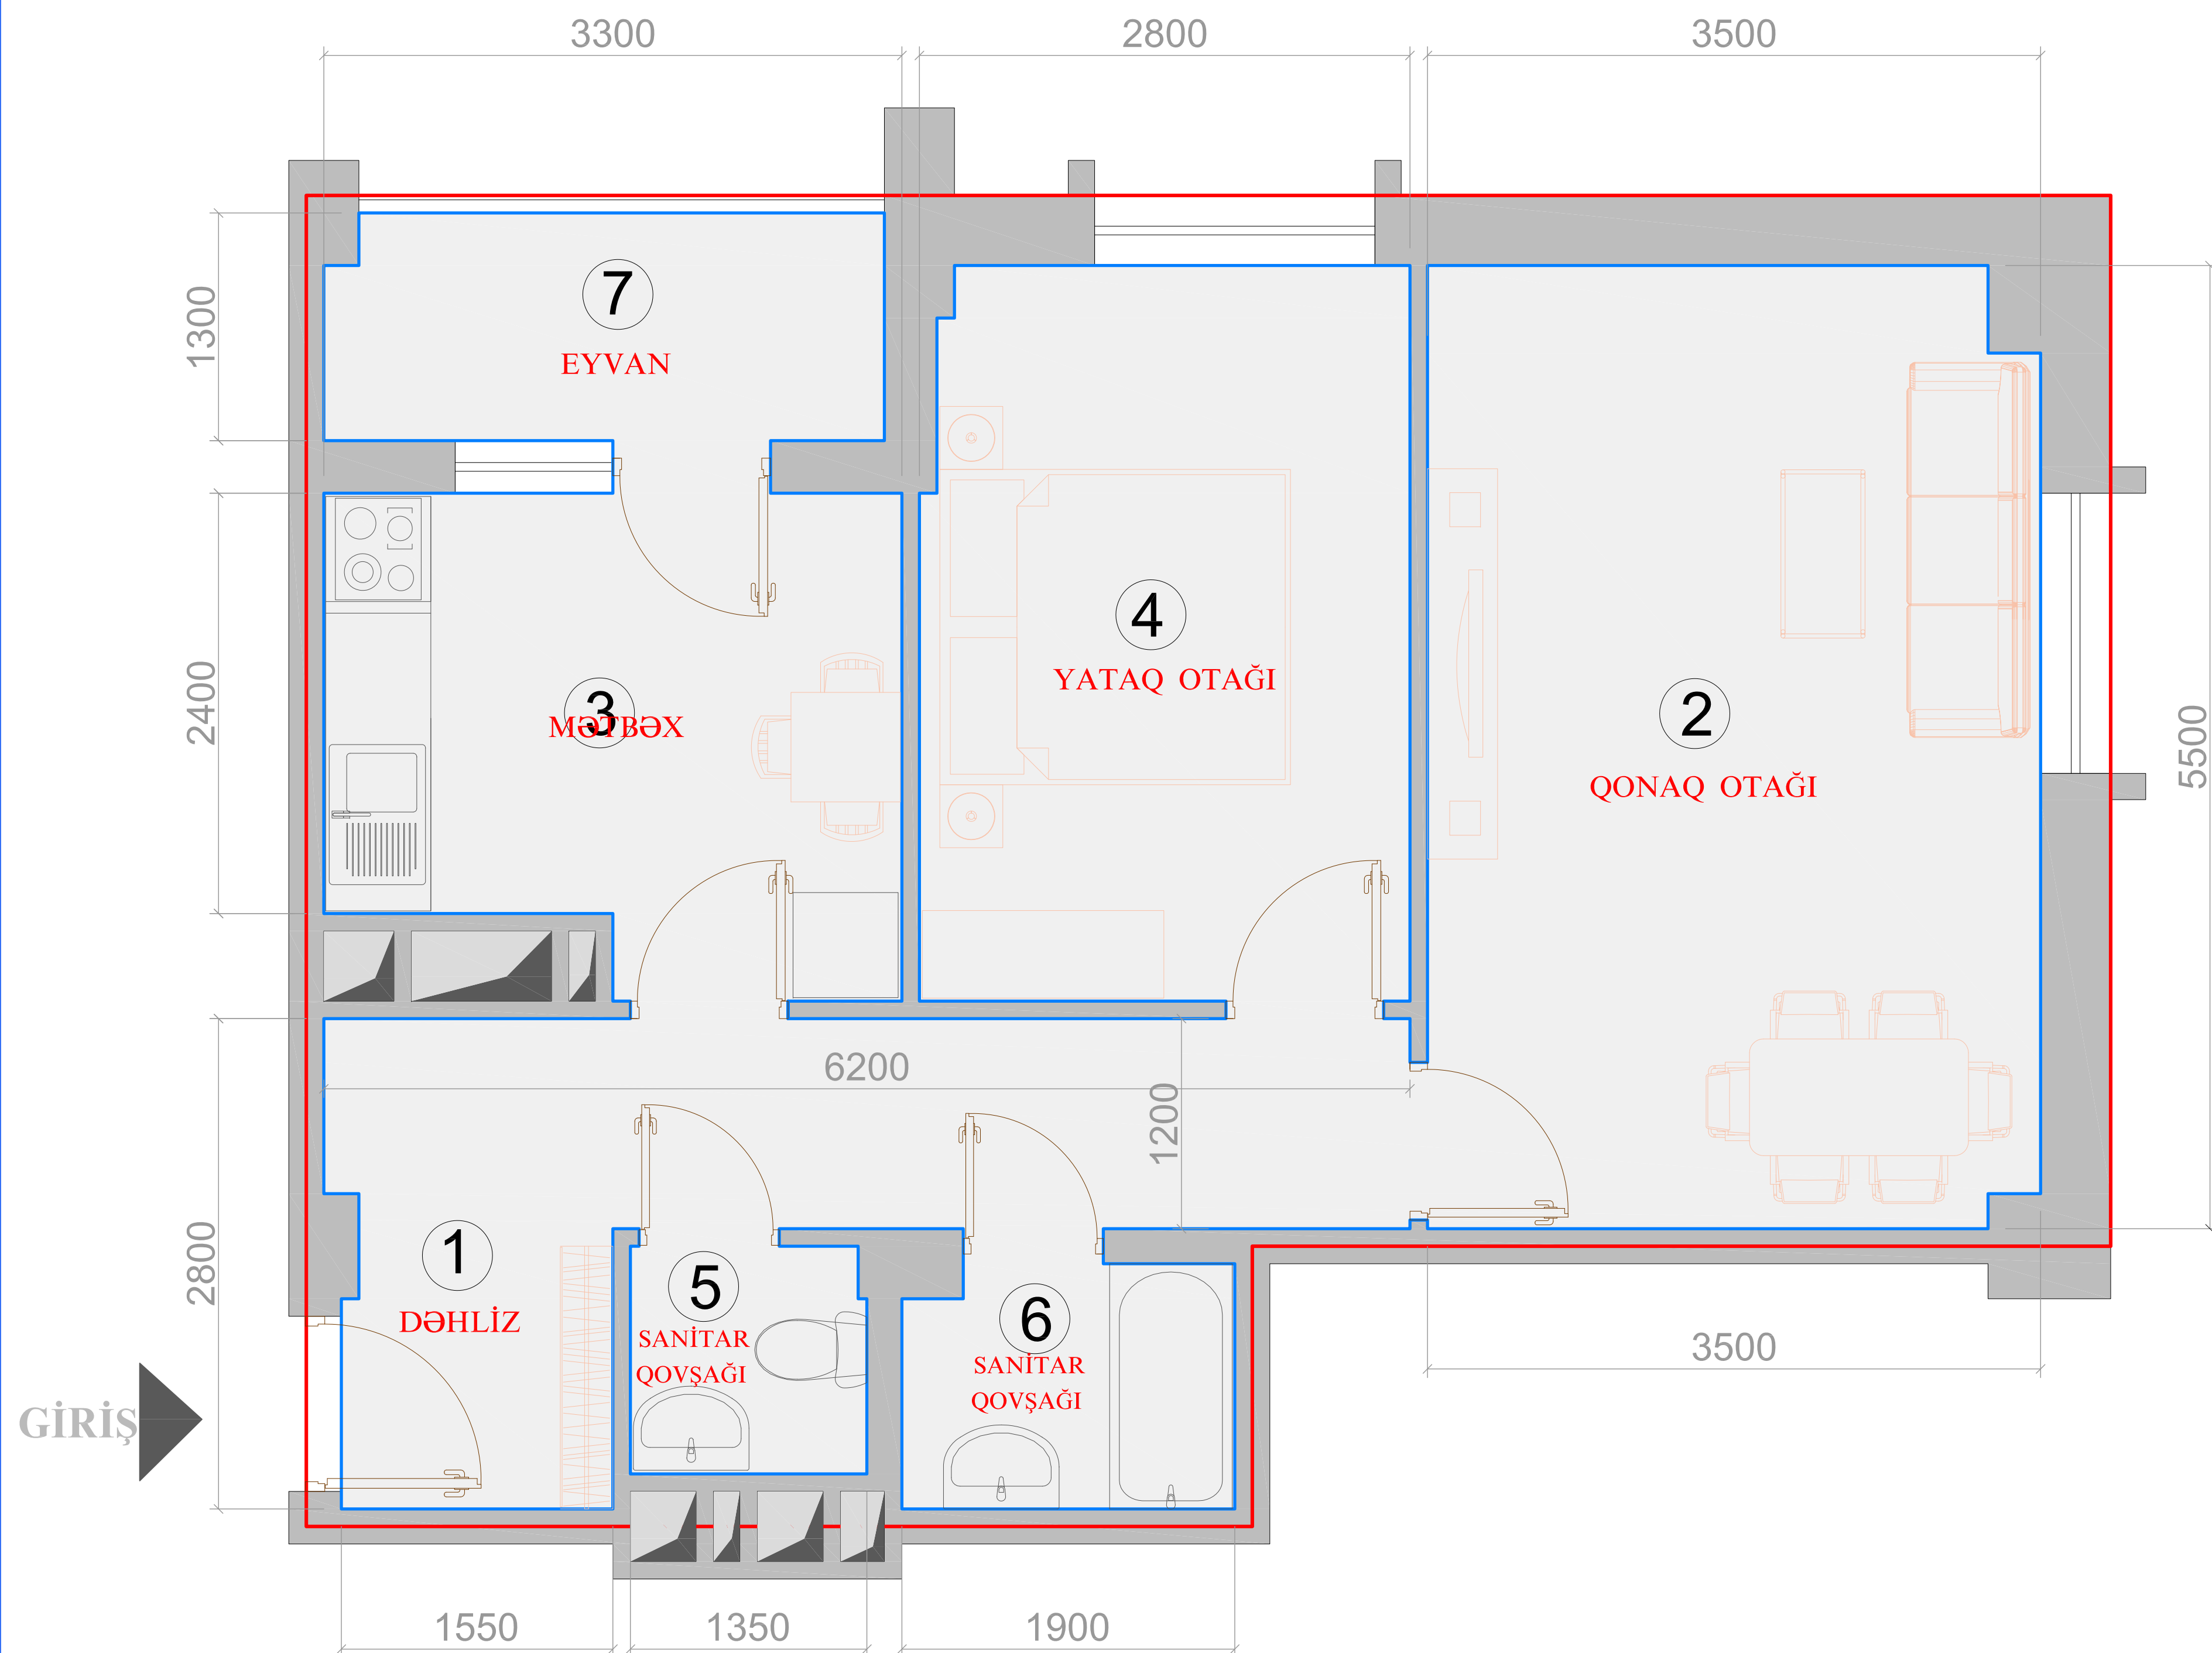 3300
2800
3500
7
EYVAN
1300
4
YATAQ OTAĞI
3
MƏTBƏX
2
QONAQ OTAĞI
2400
5500
6200
1200
1
DƏHLİZ
5
SANİTAR
QOVŞAĞI
6
SANİTAR
QOVŞAĞI
2800
3500
GİRİŞ
1550
1350
1900